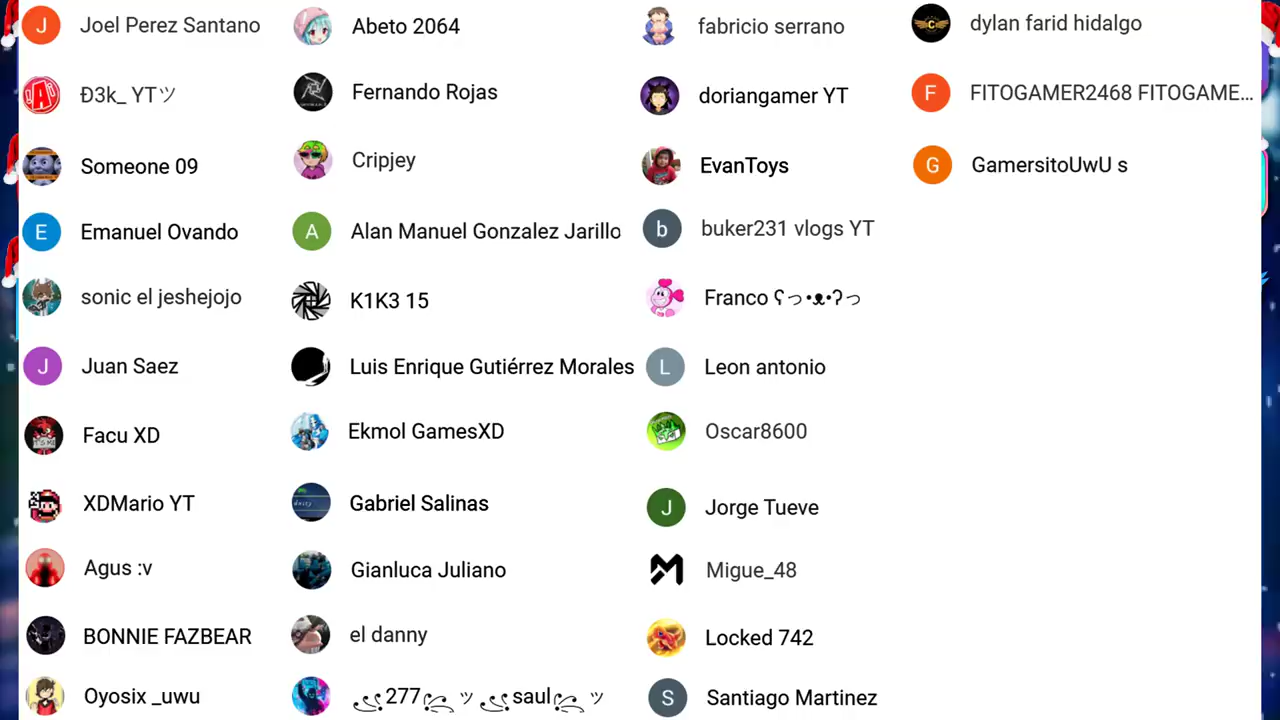 J Joel Perez Santano
Đ3k_ YTツ
Someone 09
E Emanuel Ovando
sonic el jeshejojo
J Juan Saez
Facu XD
XDMario YT
Agus :v
BONNIE FAZBEAR
Oyosix _uwu
Abeto 2064
Fernando Rojas
Cripjey
A Alan Manuel Gonzalez Jarillo
K1K3 15
Luis Enrique Gutiérrez Morales
Ekmol GamesXD
Gabriel Salinas
Gianluca Juliano
el danny
277 ッ saul ッ
fabricio serrano
doriangamer YT
EvanToys
b buker231 vlogs YT
Franco ʕっ•ᴥ•ʔっ
L Leon antonio
Oscar8600
J Jorge Tueve
Migue_48
Locked 742
S Santiago Martinez
dylan farid hidalgo
F FITOGAMER2468 FITOGAME...
G GamersitoUwU s